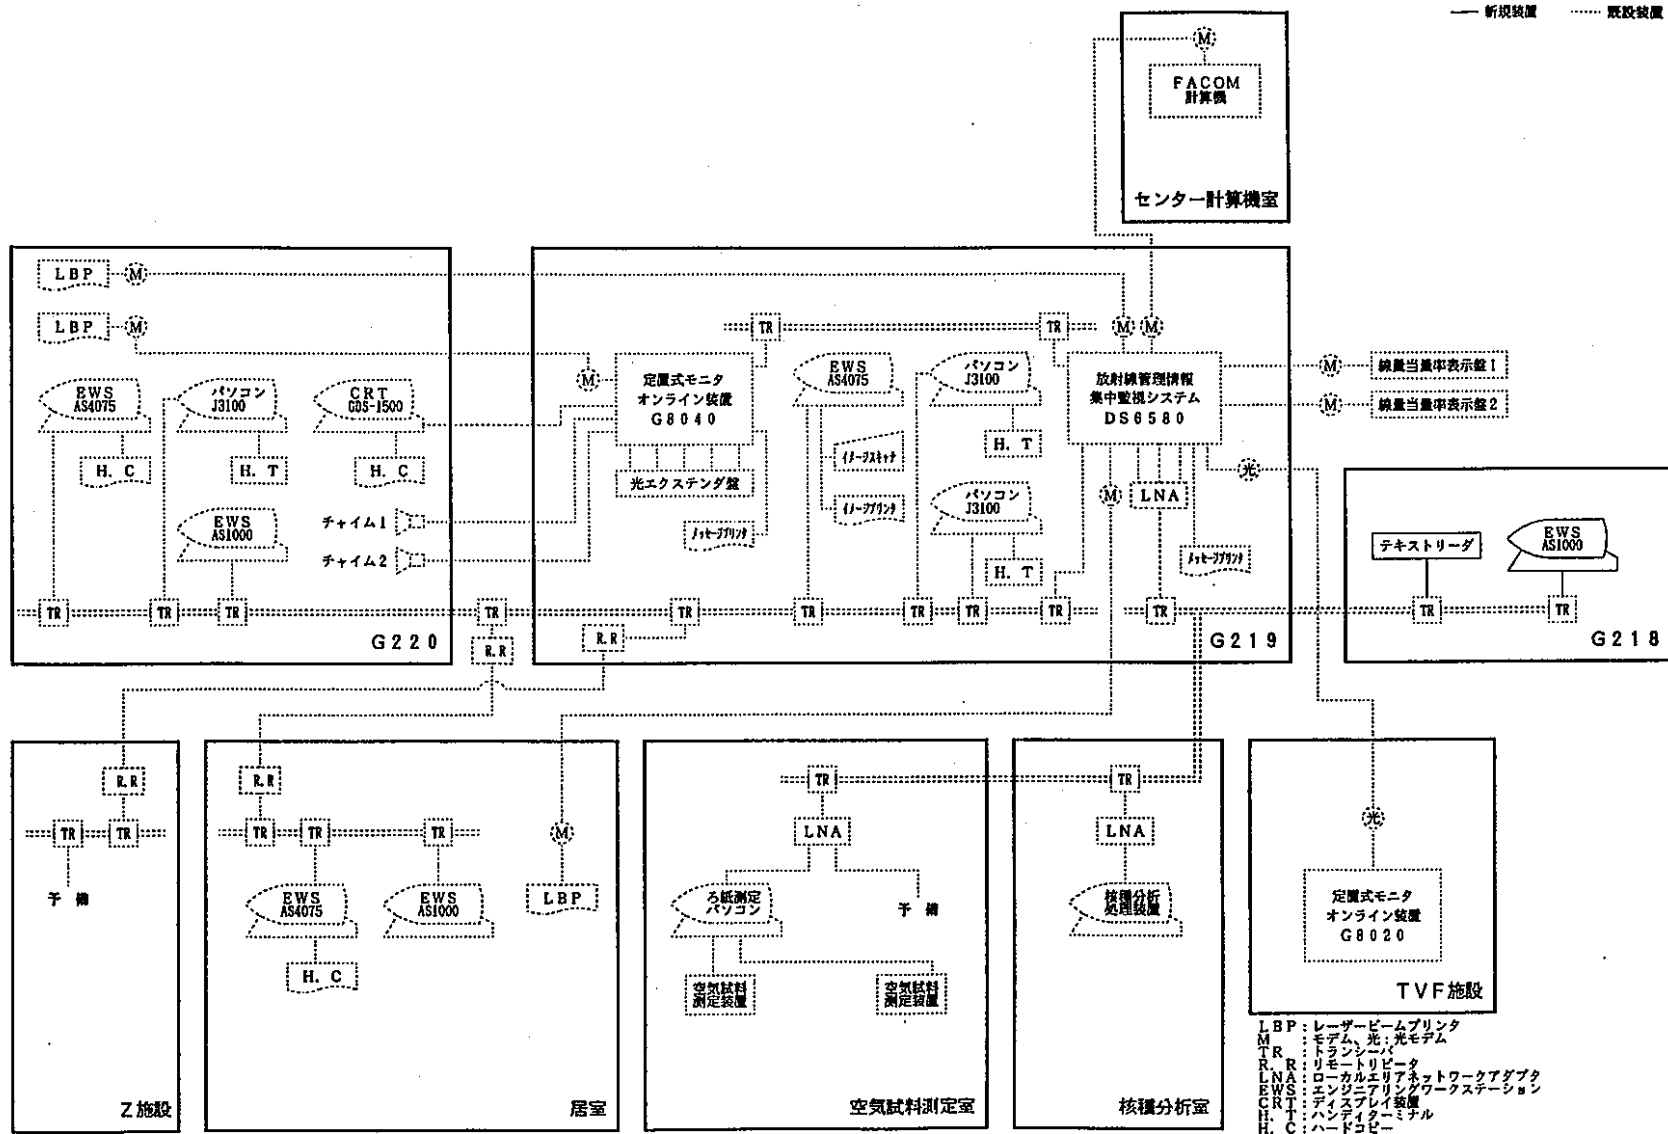 新規装置 既設装置
M
FACOM
計算機
センター計算機室
LBP M
LBP M
EWS
AS4075
パソコン
J3100
CRT
GDS-1500
H. C
H. T
H. C
EWS
AS1000
チャイム1
チャイム2
TR TR TR
G220
TR
R.R
TR TR
M M
M
定置式モニタ
オンライン装置
G8040
光エクステンダ盤
メッセージプリンタ
EWS
AS4075
イメージスキャナ
イメージプリンタ
パソコン
J3100
H. T
パソコン
J3100
H. T
放射線管理情報
集中監視システム
DS6580
M
LNA
メッセージプリンタ
光
M 線量当量率表示盤1
M 線量当量率表示盤2
TR TR TR TR TR TR
R.R
G219
テキストリーダ
EWS
AS1000
TR TR
G218
R.R
TR TR
予備
Z施設
R.R
TR TR TR
EWS
AS4075
EWS
AS1000
H. C
M
LBP
居室
TR
LNA
ろ紙測定
パソコン
予備
空気試料
測定装置
空気試料
測定装置
空気試料測定室
TR
LNA
核種分析
処理装置
核種分析室
光
定置式モニタ
オンライン装置
G8020
TVF施設
LBP:レーザービームプリンタ
M:モデム、光:光モデム
TR:トランシーバ
R. R:リモートリピータ
LNA:ローカルエリアネットワークアダプタ
EWS:エンジニアリングワークステーション
CRT:ディスプレイ装置
H. T:ハンディターミナル
H. C:ハードコピー